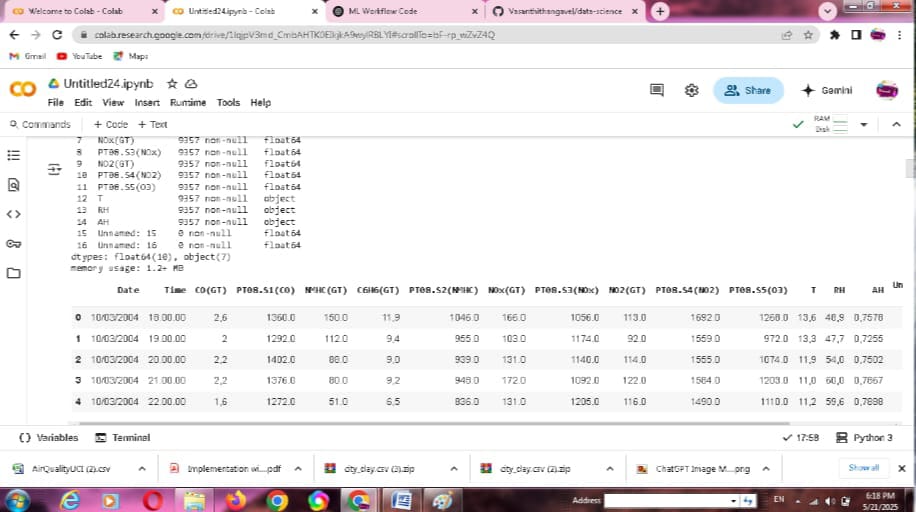 Welcome to Colab - Colab
Untitled24.ipynb - Colab
ML Workflow Code
Vasanthithangavel/data-science
colab.research.google.com/drive/
Gmail YouTube Maps
CO Untitled24.ipynb
File Edit View Insert Runtime Tools Help
Share
Gemini
Commands + Code + Text
RAM
Disk
7 NOx(GT) 9357 non-null float64
8 PT08.S3(NOx) 9357 non-null float64
9 NO2(GT) 9357 non-null float64
10 PT08.S4(NO2) 9357 non-null float64
11 PT08.S5(O3) 9357 non-null float64
12 T 9357 non-null object
13 RH 9357 non-null object
14 AH 9357 non-null object
15 Unnamed: 15 0 non-null float64
16 Unnamed: 16 0 non-null float64
dtypes: float64(10), object(7)
memory usage: 1.2+ MB
Date Time CO(GT) PT08.S1(CO) NMHC(GT) C6H6(GT) PT08.S2(NMHC) NOx(GT) PT08.S3(NOx) NO2(GT) PT08.S4(NO2) PT08.S5(O3) T RH AH Un
0 10/03/2004 18.00.00 2,6 1360.0 150.0 11,9 1046.0 166.0 1056.0 113.0 1692.0 1268.0 13,6 48,9 0,7578
1 10/03/2004 19.00.00 2 1292.0 112.0 9,4 955.0 103.0 1174.0 92.0 1559.0 972.0 13,3 47,7 0,7255
2 10/03/2004 20.00.00 2,2 1402.0 88.0 9,0 939.0 131.0 1140.0 114.0 1555.0 1074.0 11,9 54,0 0,7502
3 10/03/2004 21.00.00 2,2 1376.0 80.0 9,2 948.0 172.0 1092.0 122.0 1584.0 1203.0 11,0 60,0 0,7867
4 10/03/2004 22.00.00 1,6 1272.0 51.0 6,5 836.0 131.0 1205.0 116.0 1490.0 1110.0 11,2 59,6 0,7888
Variables Terminal
17:58 Python 3
AirQualityUCI (2).csv
Implementation wi....pdf
city_day.csv (3).zip
city_day.csv (2).zip
ChatGPT Image M....png
Show all
Address
EN
6:18 PM
5/21/2025